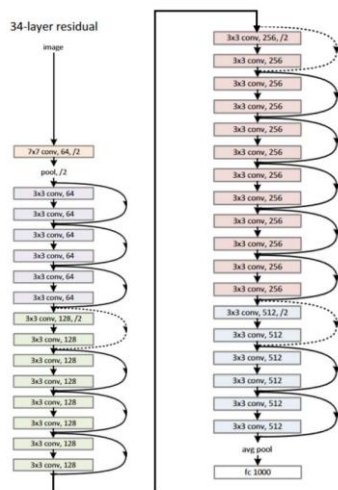 34-layer residual
image
7x7 conv, 64, /2
pool, /2
3x3 conv, 64
3x3 conv, 64
3x3 conv, 64
3x3 conv, 64
3x3 conv, 64
3x3 conv, 64
3x3 conv, 128, /2
3x3 conv, 128
3x3 conv, 128
3x3 conv, 128
3x3 conv, 128
3x3 conv, 128
3x3 conv, 128
3x3 conv, 128
3x3 conv, 256, /2
3x3 conv, 256
3x3 conv, 256
3x3 conv, 256
3x3 conv, 256
3x3 conv, 256
3x3 conv, 256
3x3 conv, 256
3x3 conv, 256
3x3 conv, 256
3x3 conv, 256
3x3 conv, 256
3x3 conv, 512, /2
3x3 conv, 512
3x3 conv, 512
3x3 conv, 512
3x3 conv, 512
3x3 conv, 512
avg pool
fc 1000